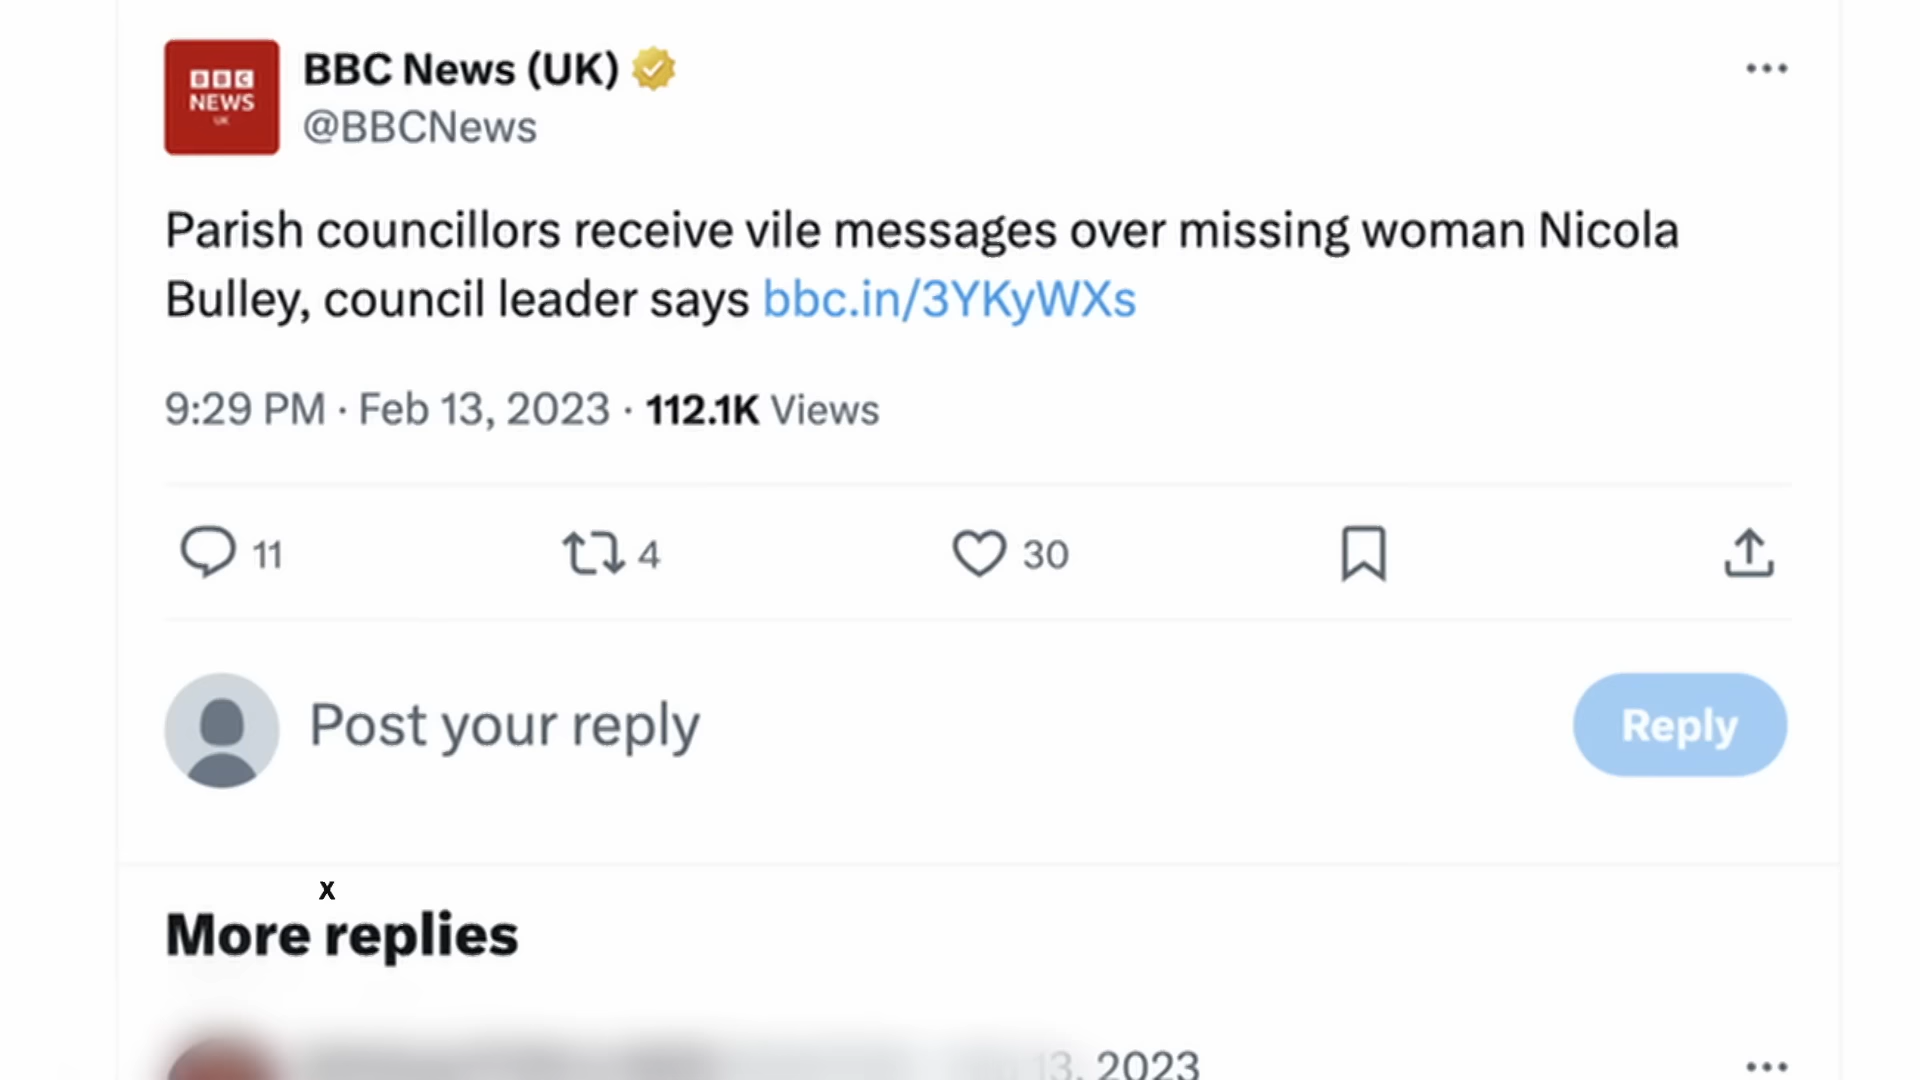 BBC
NEWS
UK
BBC News (UK)
@BBCNews
Parish councillors receive vile messages over missing woman Nicola
Bulley, council leader says bbc.in/3YKyWXs
9:29 PM · Feb 13, 2023 · 112.1K Views
11
4
30
Post your reply
Reply
x
More replies
13, 2023